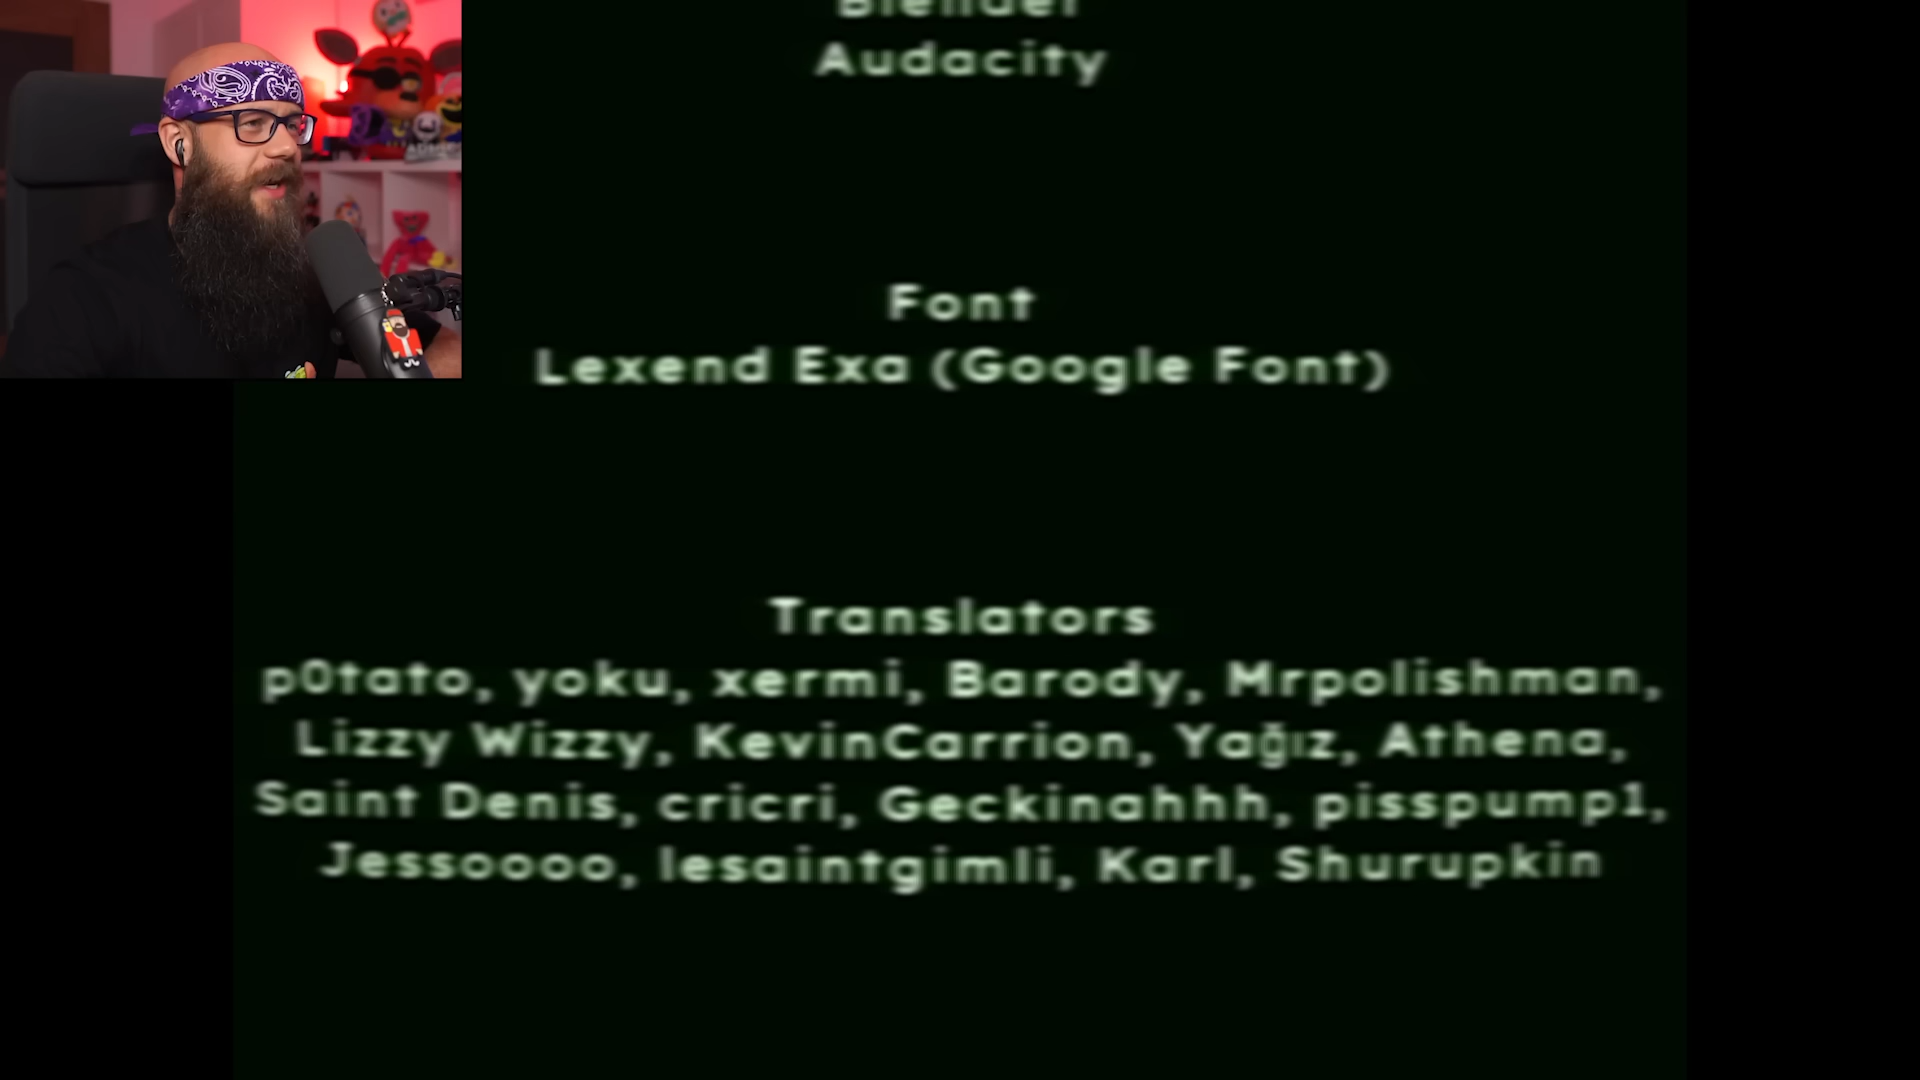 Blender
Audacity
Font
Lexend Exa (Google Font)
Translators
p0tato, yoku, xermi, Barody, Mrpolishman,
Lizzy Wizzy, KevinCarrion, Yağız, Athena,
Saint Denis, cricri, Geckinahhh, pisspump1,
Jessoooo, lesaintgimli, Karl, Shurupkin